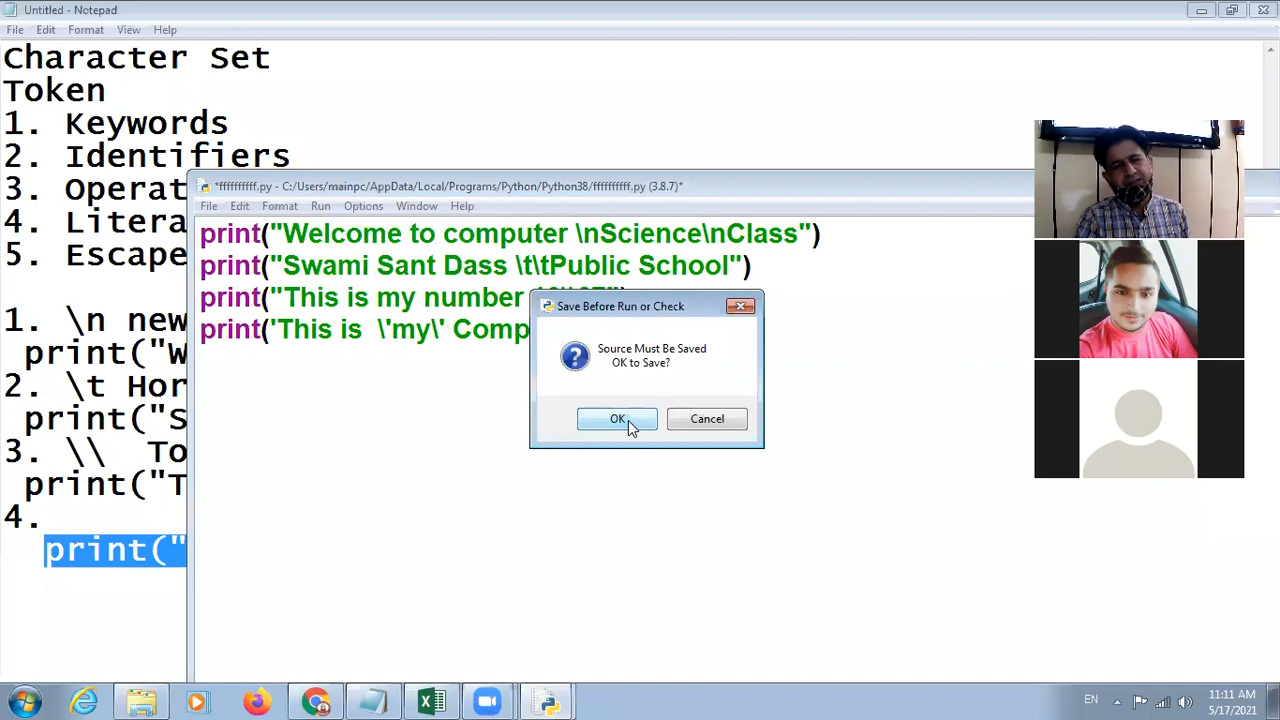 Untitled - Notepad
File Edit Format View Help
Character Set
Token
1. Keywords
2. Identifiers
3. Operat
4. Litera
5. Escape
1. \n new
print("W
2. \t Hor
print("S
3. \\ To
print("T
4.
print("
*ffffffffff.py - C:/Users/mainpc/AppData/Local/Programs/Python/Python38/ffffffffff.py (3.8.7)*
File Edit Format Run Options Window Help
print("Welcome to computer \nScience\nClass")
print("Swami Sant Dass \t\tPublic School")
print("This is my number
print('This is \'my\' Comp
Save Before Run or Check
Source Must Be Saved
OK to Save?
OK Cancel
EN
11:11 AM
5/17/2021